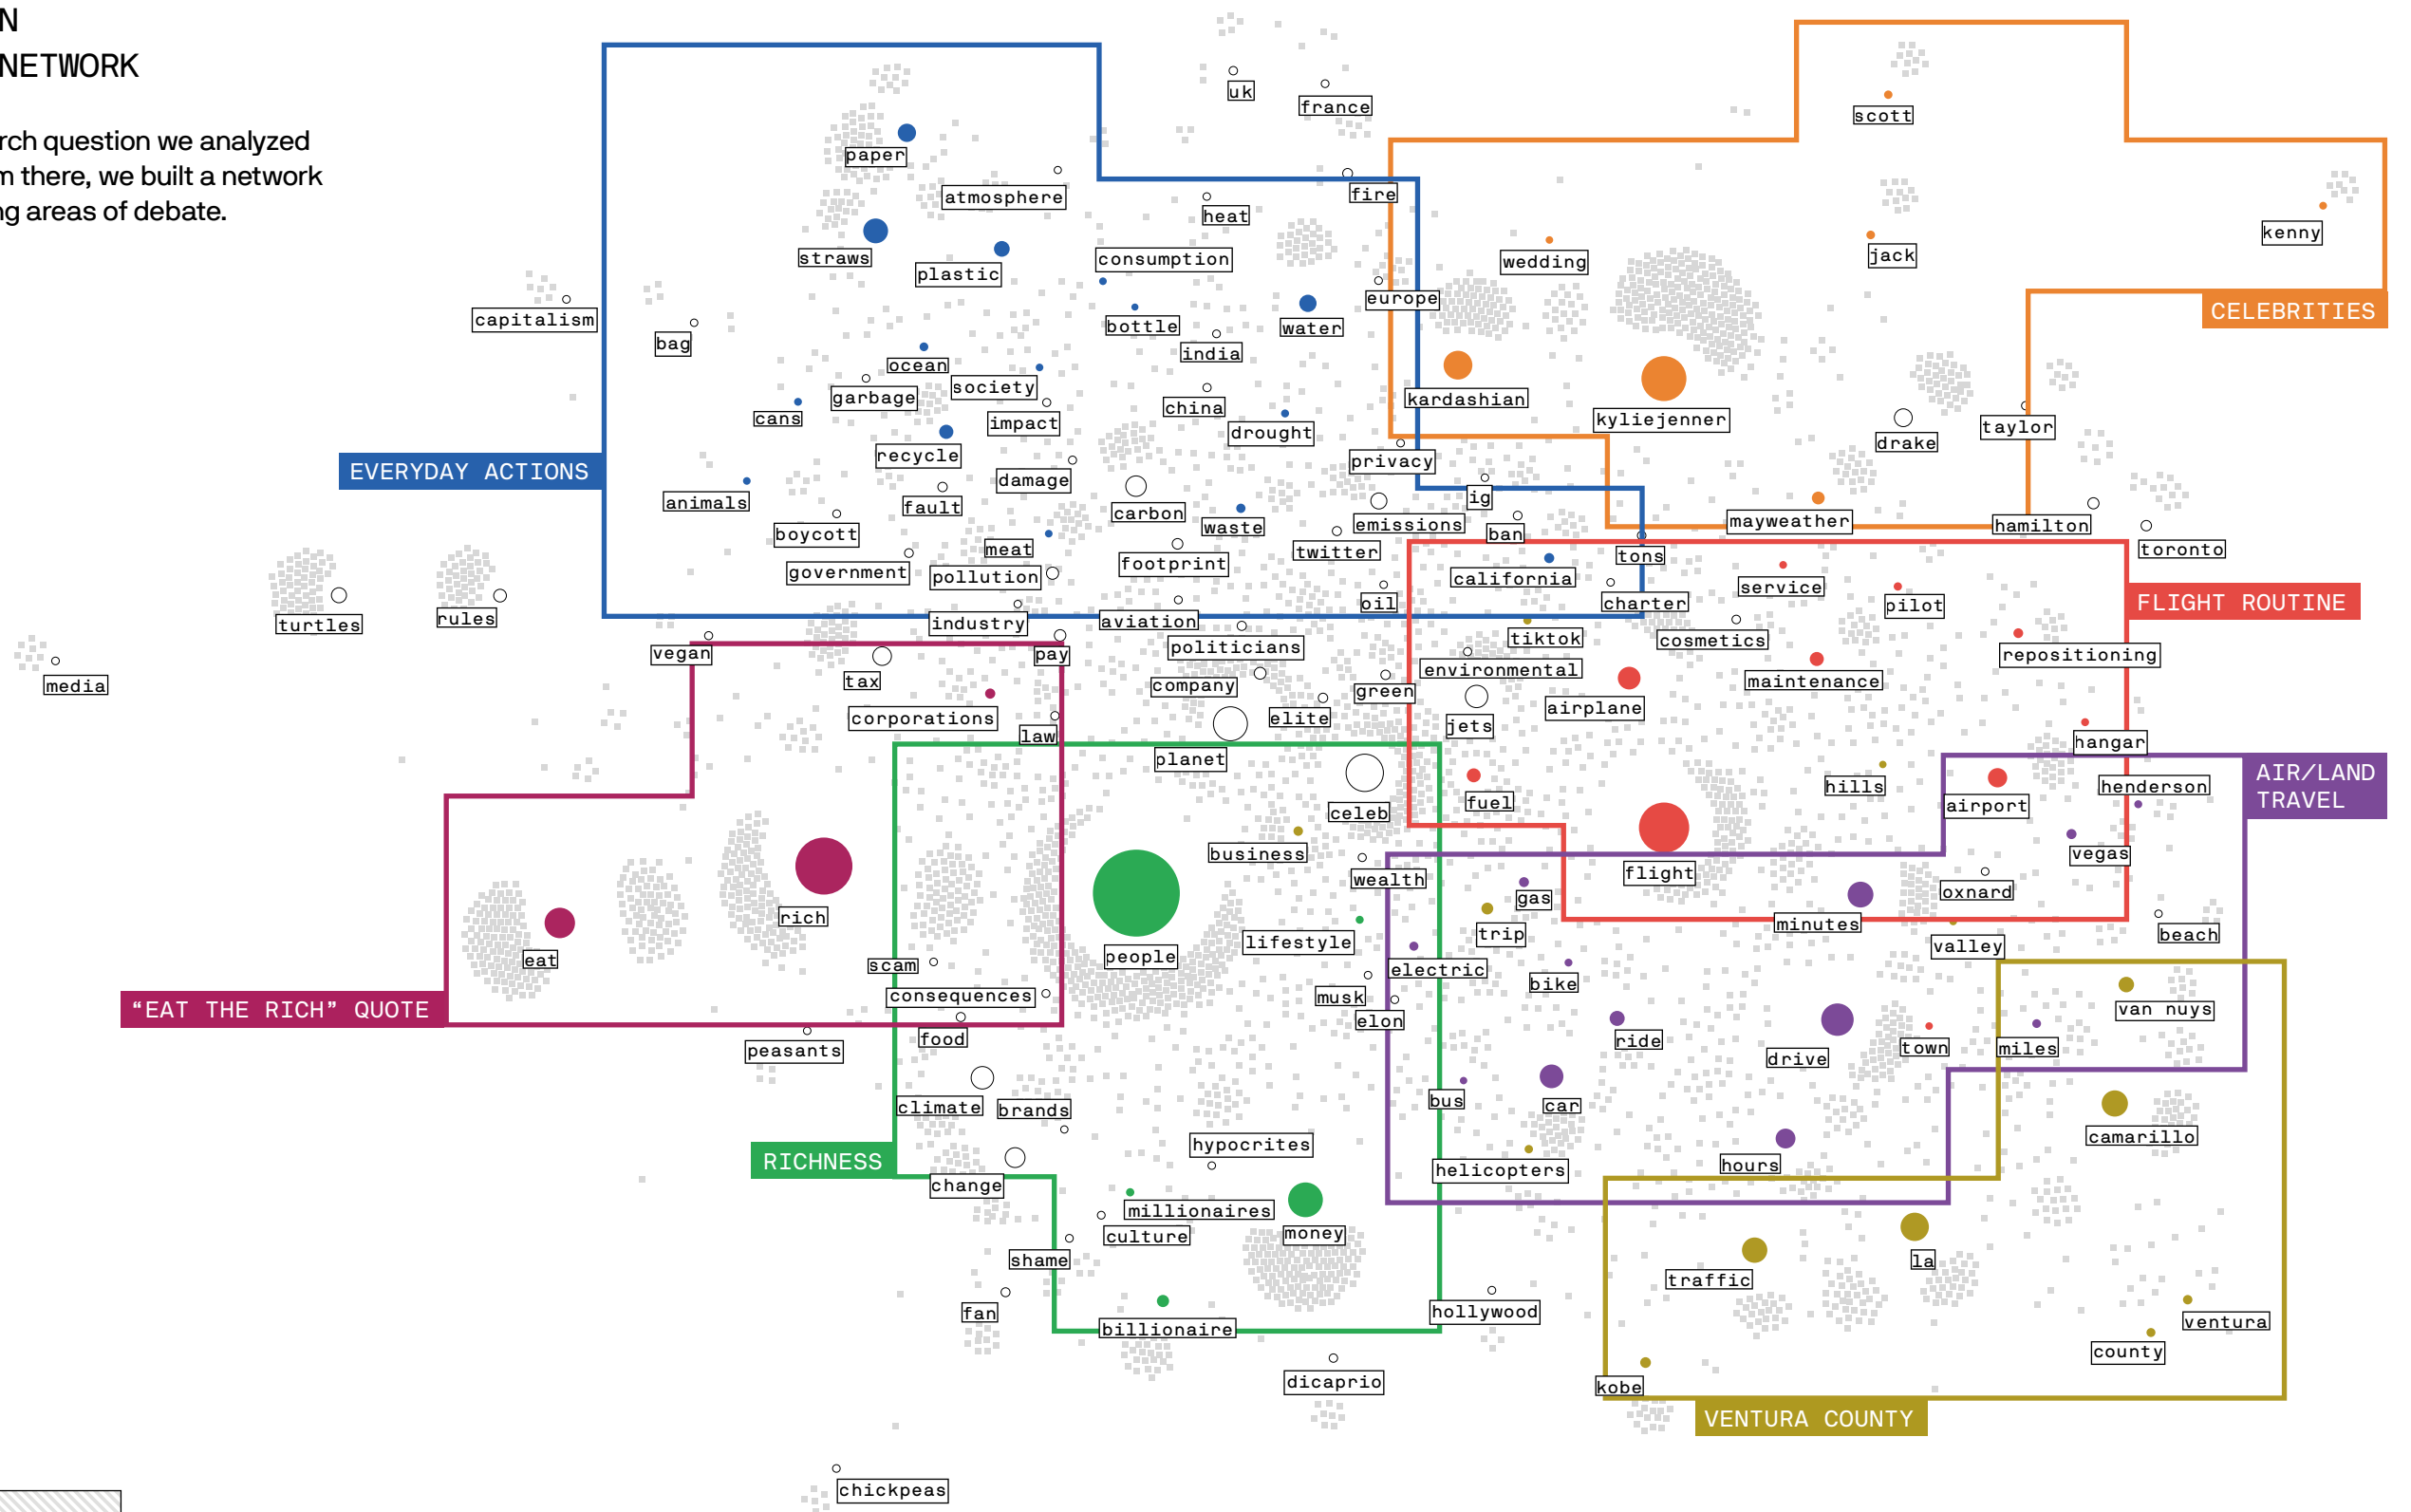 N
NETWORK
rch question we analyzed
m there, we built a network
ng areas of debate.
uk
france
scott
paper
atmosphere
fire
heat
kenny
straws
plastic
consumption
wedding
jack
europe
CELEBRITIES
capitalism
bag
bottle
water
india
ocean
society
garbage
china
kardashian
kyliejenner
cans
impact
drought
drake
taylor
recycle
privacy
EVERYDAY ACTIONS
damage
animals
fault
carbon
waste
ig
emissions
mayweather
hamilton
boycott
ban
toronto
meat
twitter
tons
government
pollution
footprint
california
service
turtles
rules
industry
aviation
oil
charter
pilot
FLIGHT ROUTINE
vegan
pay
politicians
tiktok
cosmetics
repositioning
media
tax
company
green
environmental
maintenance
corporations
law
elite
jets
airplane
planet
hangar
AIR/LAND
TRAVEL
hills
henderson
celeb
fuel
airport
business
wealth
flight
vegas
rich
gas
oxnard
eat
people
lifestyle
trip
minutes
valley
beach
scam
electric
bike
"EAT THE RICH" QUOTE
consequences
musk
elon
van nuys
peasants
food
ride
drive
town
miles
climate
brands
bus
car
camarillo
RICHNESS
hypocrites
helicopters
hours
change
millionaires
culture
money
shame
la
traffic
fan
billionaire
hollywood
ventura
county
dicaprio
kobe
VENTURA COUNTY
chickpeas